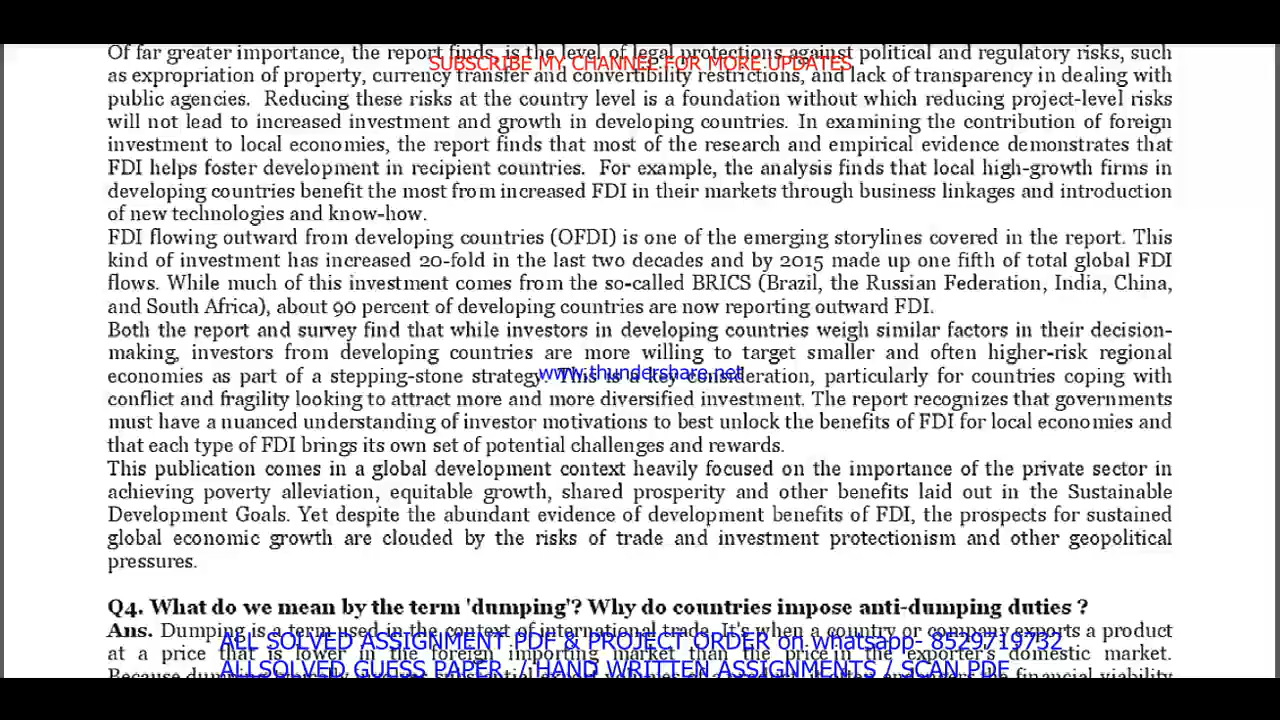 Of far greater importance, the report finds, is the level of legal protections against political and regulatory risks, such
SUBSCRIBE MY CHANNEL FOR MORE UPDATES
as expropriation of property, currency transfer and convertibility restrictions, and lack of transparency in dealing with
public agencies. Reducing these risks at the country level is a foundation without which reducing project-level risks
will not lead to increased investment and growth in developing countries. In examining the contribution of foreign
investment to local economies, the report finds that most of the research and empirical evidence demonstrates that
FDI helps foster development in recipient countries. For example, the analysis finds that local high-growth firms in
developing countries benefit the most from increased FDI in their markets through business linkages and introduction
of new technologies and know-how.
FDI flowing outward from developing countries (OFDI) is one of the emerging storylines covered in the report. This
kind of investment has increased 20-fold in the last two decades and by 2015 made up one fifth of total global FDI
flows. While much of this investment comes from the so-called BRICS (Brazil, the Russian Federation, India, China,
and South Africa), about 90 percent of developing countries are now reporting outward FDI.
Both the report and survey find that while investors in developing countries weigh similar factors in their decision-
making, investors from developing countries are more willing to target smaller and often higher-risk regional
economies as part of a stepping-stone strategy. This is a key consideration, particularly for countries coping with
www.thundershare.net
conflict and fragility looking to attract more and more diversified investment. The report recognizes that governments
must have a nuanced understanding of investor motivations to best unlock the benefits of FDI for local economies and
that each type of FDI brings its own set of potential challenges and rewards.
This publication comes in a global development context heavily focused on the importance of the private sector in
achieving poverty alleviation, equitable growth, shared prosperity and other benefits laid out in the Sustainable
Development Goals. Yet despite the abundant evidence of development benefits of FDI, the prospects for sustained
global economic growth are clouded by the risks of trade and investment protectionism and other geopolitical
pressures.
Q4. What do we mean by the term 'dumping'? Why do countries impose anti-dumping duties ?
Ans. Dumping is a term used in the context of international trade. It's when a country or company exports a product
ALL SOLVED ASSIGNMENT PDF & PROJECT ORDER on whatsapp- 8529719732
at a price that is lower in the foreign importing market than the price in the exporter's domestic market.
ALLSOLVED GUESS PAPER / HAND WRITTEN ASSIGNMENTS / SCAN PDF
Because financial viability